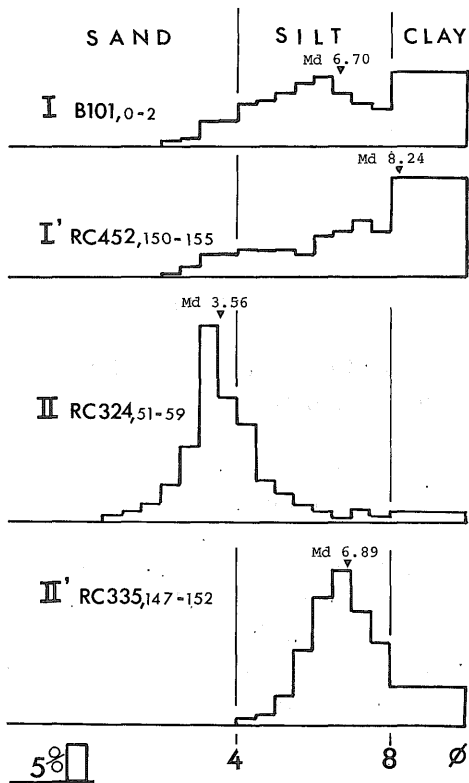 SAND SILT CLAY
Md 6.70
I B101,0-2
Md 8.24
I' RC452,150-155
Md 3.56
II RC324,51-59
Md 6.89
II' RC335,147-152
5%
4 8 Ø